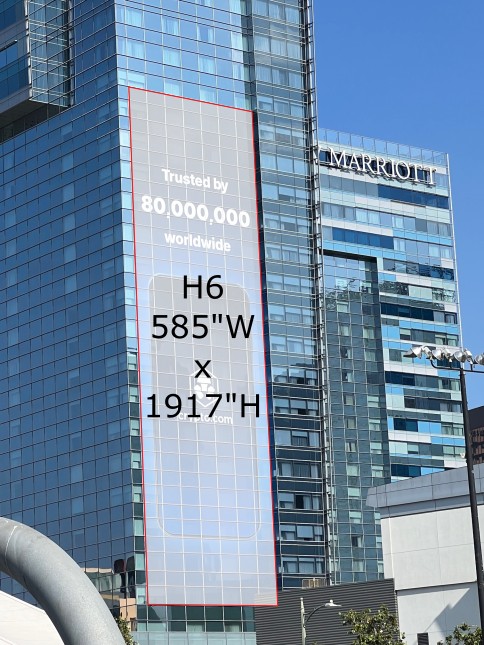 MARRIOTT
Trusted by
80,000,000
worldwide
H6
585"W
x
1917"H